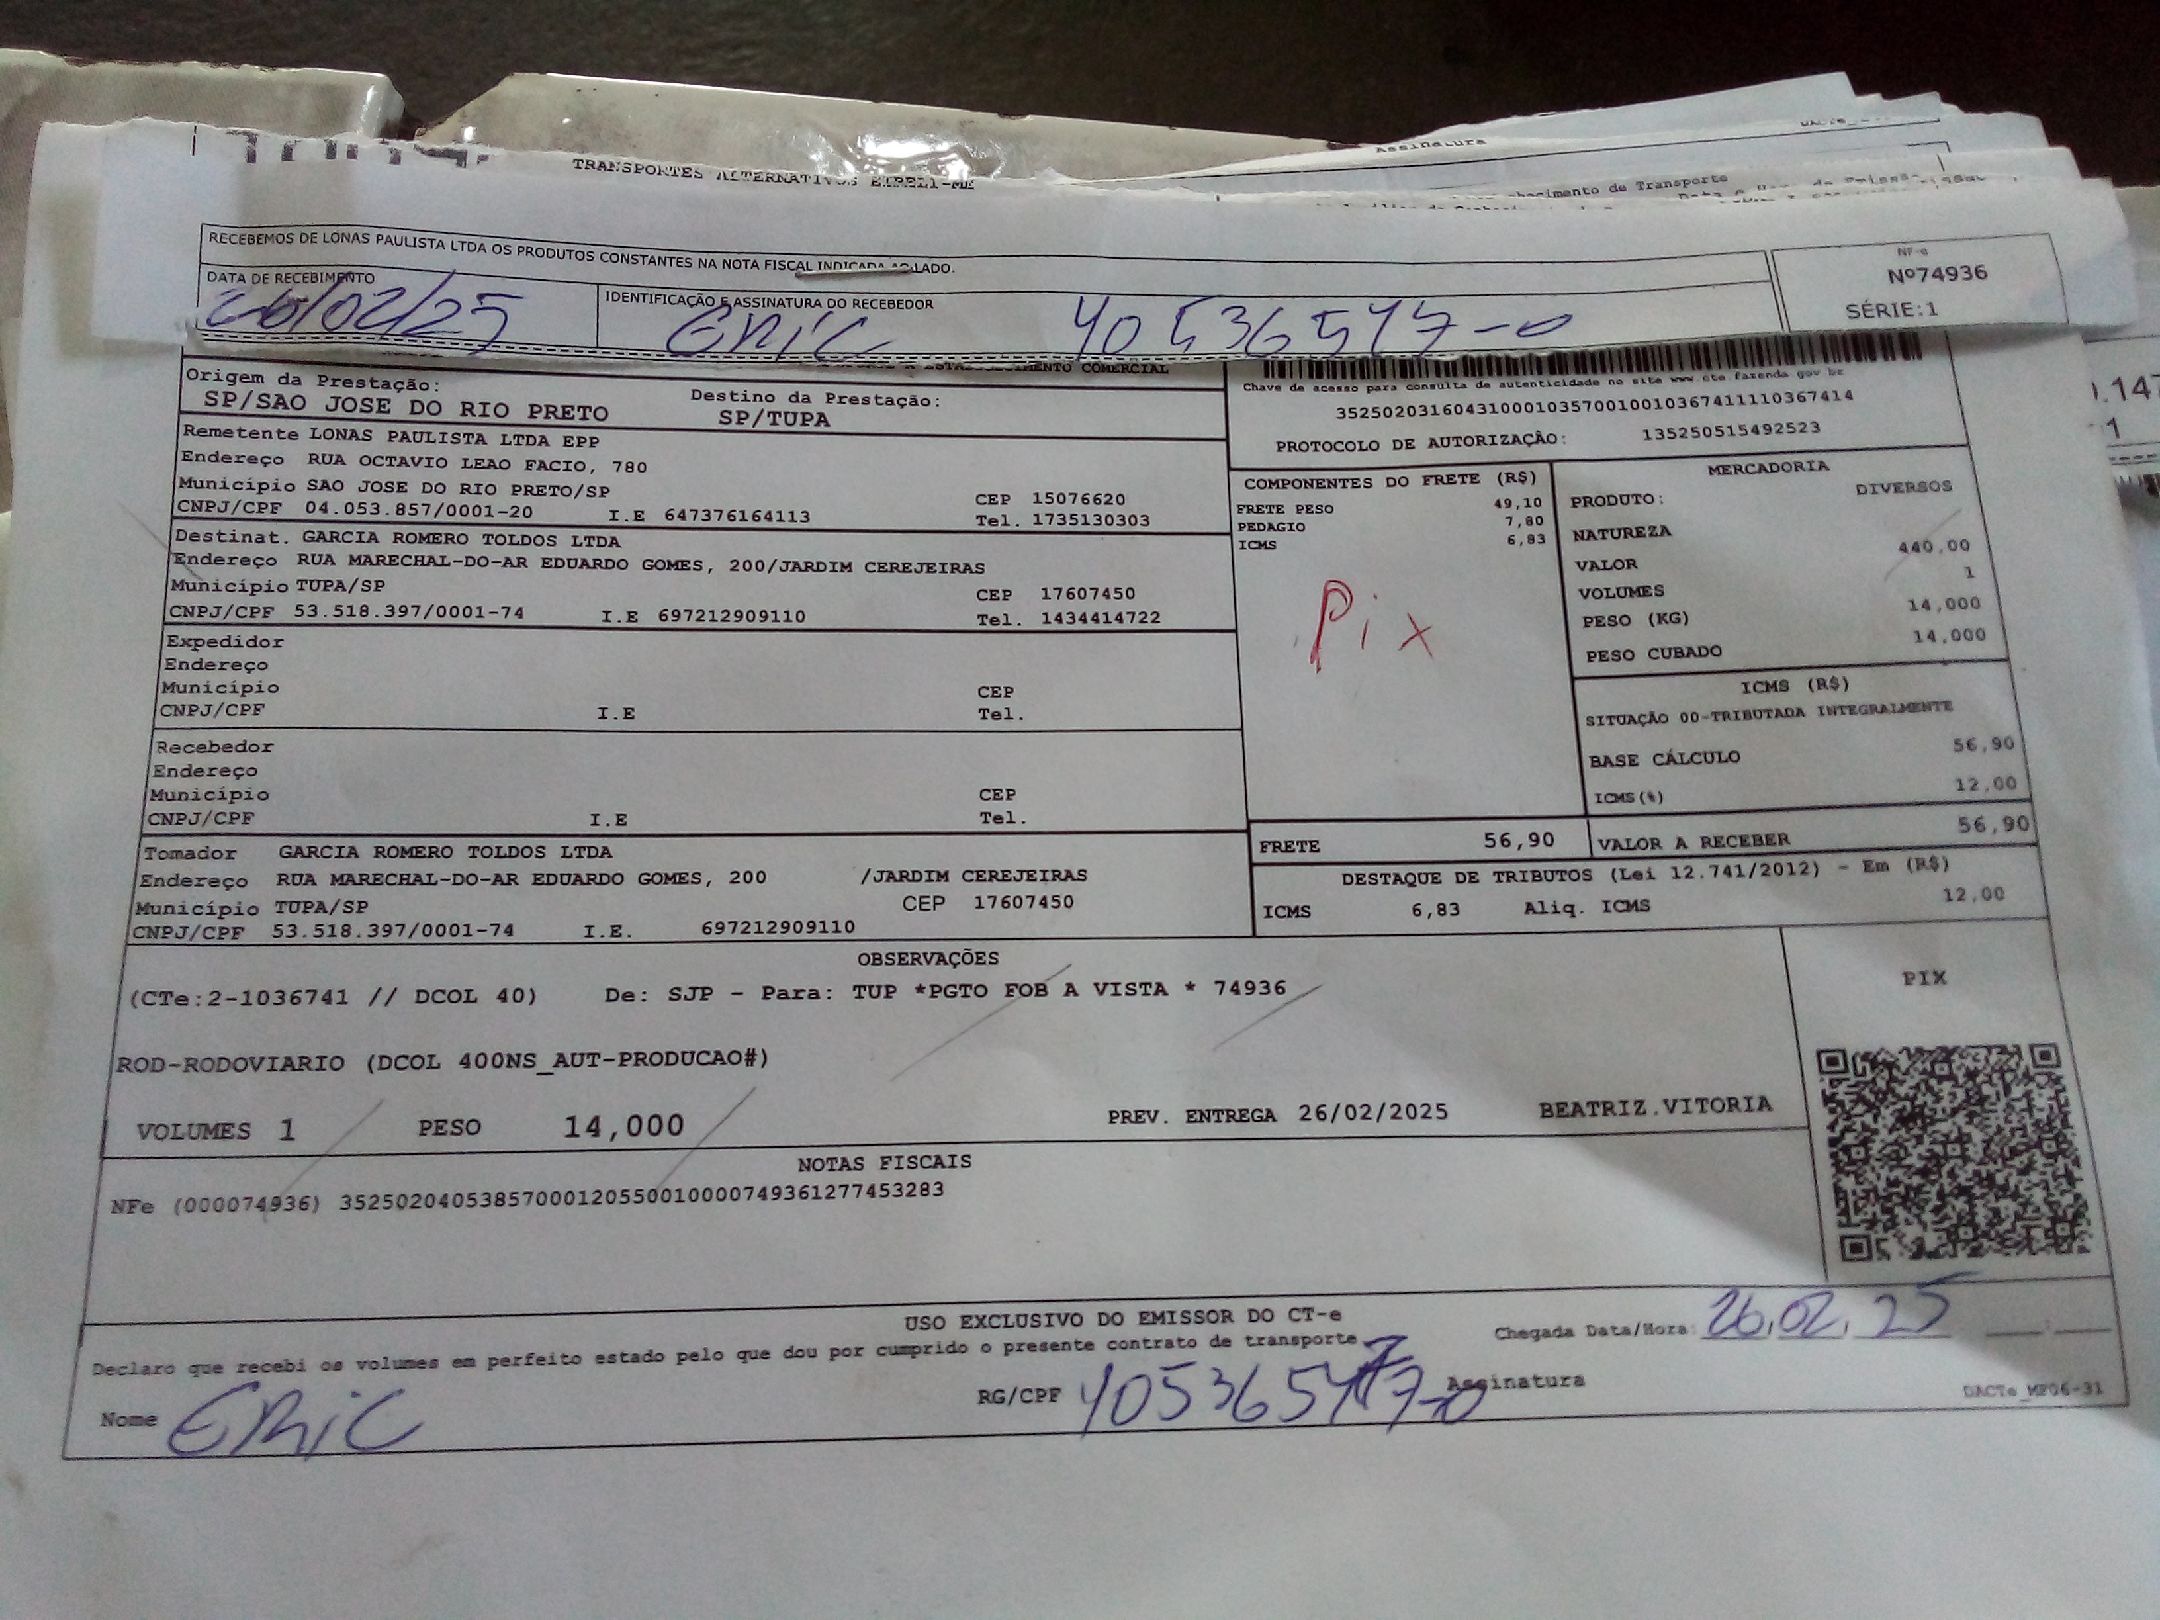 TRANSPORTES ALTERNATIVOS EIRELI-ME
Assinatura
Conhecimento de Transporte
RECEBEMOS DE LONAS PAULISTA LTDA OS PRODUTOS CONSTANTES NA NOTA FISCAL INDICADA AO LADO.
NF-e
Nº74936
SÉRIE:1
DATA DE RECEBIMENTO
26/02/25
IDENTIFICAÇÃO E ASSINATURA DO RECEBEDOR
ERIC 40536547-0
ESTABELECIMENTO COMERCIAL
Origem da Prestação:
SP/SAO JOSE DO RIO PRETO
Destino da Prestação:
SP/TUPA
Chave de acesso para consulta de autenticidade no site www.cte.fazenda.gov.br
35250203160431000103570010010367411110367414
PROTOCOLO DE AUTORIZAÇÃO: 135250515492523
Remetente LONAS PAULISTA LTDA EPP
Endereço RUA OCTAVIO LEAO FACIO, 780
Município SAO JOSE DO RIO PRETO/SP CEP 15076620
CNPJ/CPF 04.053.857/0001-20 I.E 647376164113 Tel. 1735130303
Destinat. GARCIA ROMERO TOLDOS LTDA
Endereço RUA MARECHAL-DO-AR EDUARDO GOMES, 200/JARDIM CEREJEIRAS
Município TUPA/SP CEP 17607450
CNPJ/CPF 53.518.397/0001-74 I.E 697212909110 Tel. 1434414722
Expedidor
Endereço
Município CEP
CNPJ/CPF I.E Tel.
Recebedor
Endereço
Município CEP
CNPJ/CPF I.E Tel.
Tomador GARCIA ROMERO TOLDOS LTDA
Endereço RUA MARECHAL-DO-AR EDUARDO GOMES, 200 /JARDIM CEREJEIRAS
Município TUPA/SP CEP 17607450
CNPJ/CPF 53.518.397/0001-74 I.E. 697212909110
COMPONENTES DO FRETE (R$)
FRETE PESO 49,10
PEDAGIO 7,80
ICMS 6,83
Pix
MERCADORIA
PRODUTO: DIVERSOS
NATUREZA
VALOR 440,00
VOLUMES 1
PESO (KG) 14,000
PESO CUBADO 14,000
ICMS (R$)
SITUAÇÃO 00-TRIBUTADA INTEGRALMENTE
BASE CÁLCULO 56,90
ICMS(%) 12,00
FRETE 56,90
VALOR A RECEBER 56,90
DESTAQUE DE TRIBUTOS (Lei 12.741/2012) - Em (R$)
ICMS 6,83 Aliq. ICMS 12,00
OBSERVAÇÕES
(CTe:2-1036741 // DCOL 40) De: SJP - Para: TUP *PGTO FOB A VISTA * 74936
PIX
ROD-RODOVIARIO (DCOL 400NS_AUT-PRODUCAO#)
VOLUMES 1 PESO 14,000 PREV. ENTREGA 26/02/2025 BEATRIZ.VITORIA
NOTAS FISCAIS
NFe (000074936) 35250204053857000120550010000749361277453283
USO EXCLUSIVO DO EMISSOR DO CT-e
Declaro que recebi os volumes em perfeito estado pelo que dou por cumprido o presente contrato de transporte
Chegada Data/Hora: 26.02.25
Nome ERIC
RG/CPF 40536547-0
Assinatura
DACTe_MP06-31